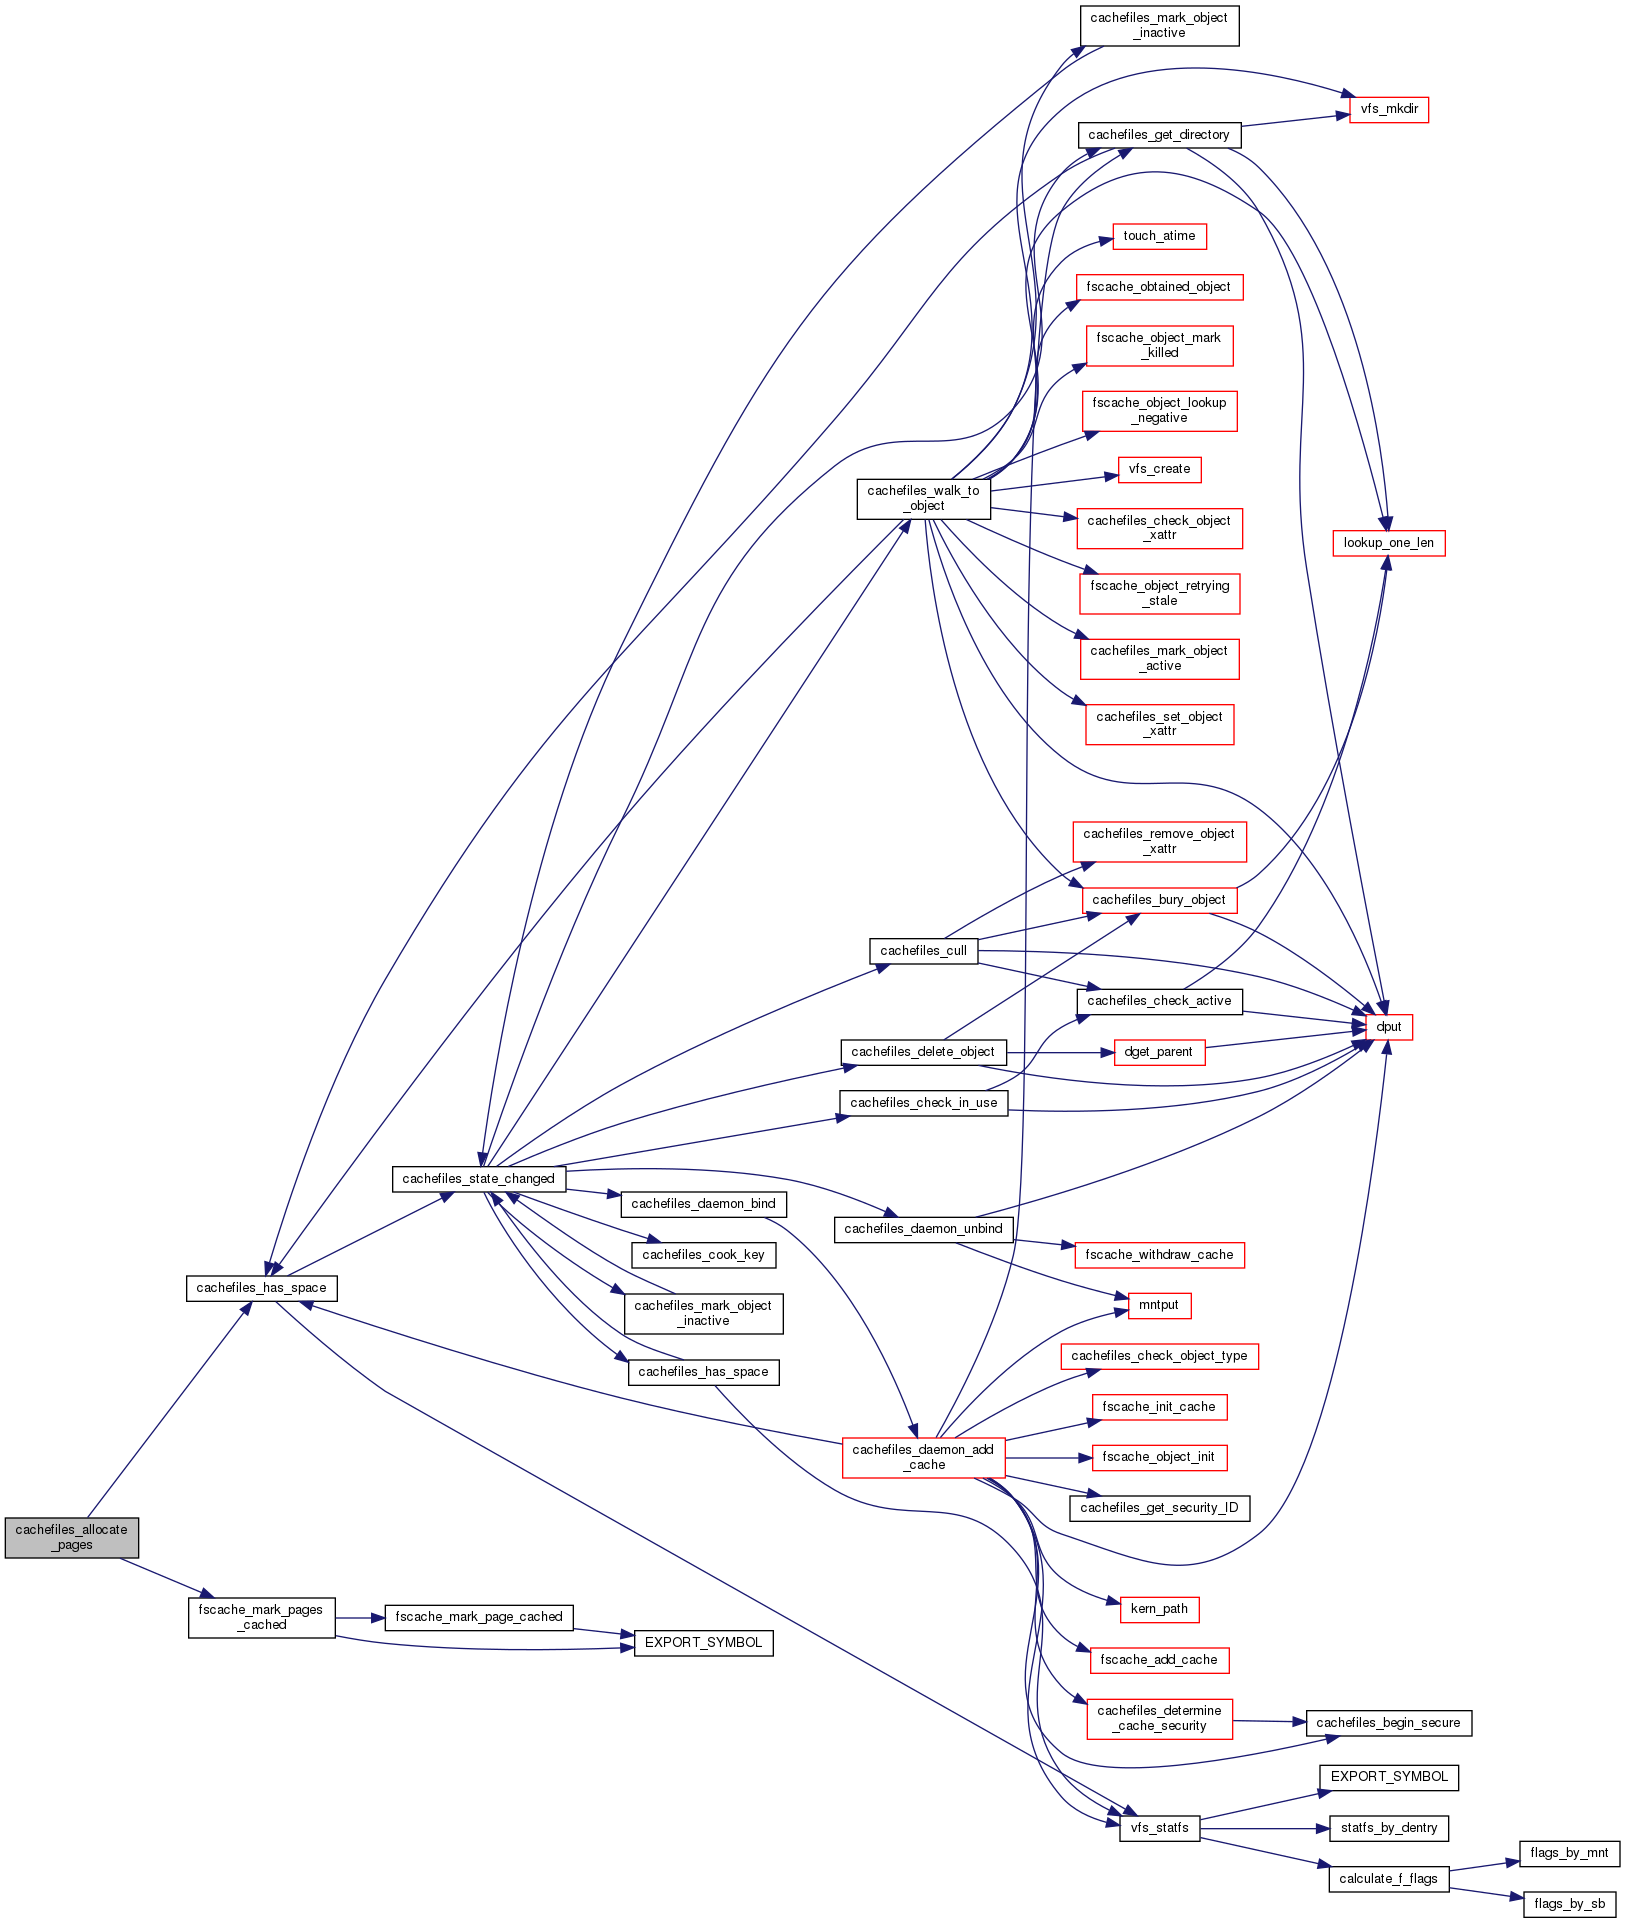 cachefiles_mark_object
_inactive
vfs_mkdir
cachefiles_get_directory
touch_atime
fscache_obtained_object
fscache_object_mark
_killed
fscache_object_lookup
_negative
vfs_create
cachefiles_walk_to
_object
cachefiles_check_object
_xattr
lookup_one_len
fscache_object_retrying
_stale
cachefiles_mark_object
_active
cachefiles_set_object
_xattr
cachefiles_remove_object
_xattr
cachefiles_bury_object
cachefiles_cull
cachefiles_check_active
dput
cachefiles_delete_object
dget_parent
cachefiles_check_in_use
cachefiles_state_changed
cachefiles_daemon_bind
cachefiles_daemon_unbind
cachefiles_cook_key
fscache_withdraw_cache
cachefiles_has_space
cachefiles_mark_object
_inactive
mntput
cachefiles_check_object_type
cachefiles_has_space
fscache_init_cache
cachefiles_daemon_add
_cache
fscache_object_init
cachefiles_get_security_ID
cachefiles_allocate
_pages
fscache_mark_pages
_cached
fscache_mark_page_cached
kern_path
EXPORT_SYMBOL
fscache_add_cache
cachefiles_determine
_cache_security
cachefiles_begin_secure
EXPORT_SYMBOL
vfs_statfs
statfs_by_dentry
flags_by_mnt
calculate_f_flags
flags_by_sb